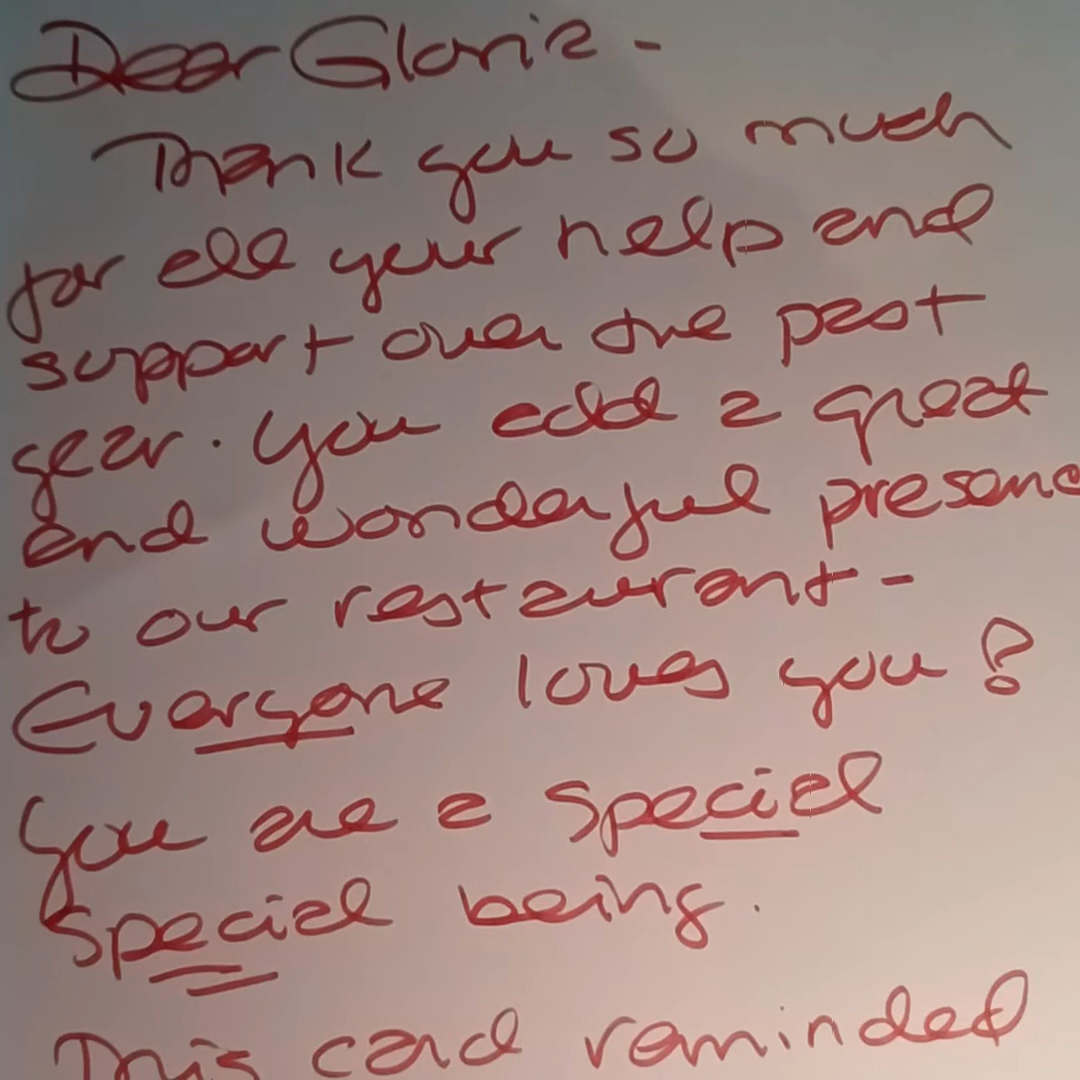 Dear Gloria -
Thank you so much
for all your help and
support over the past
year. You add a great
and wonderful presenc
to our restaurant -
Everyone loves you!
You are a special
special being.
This card reminded